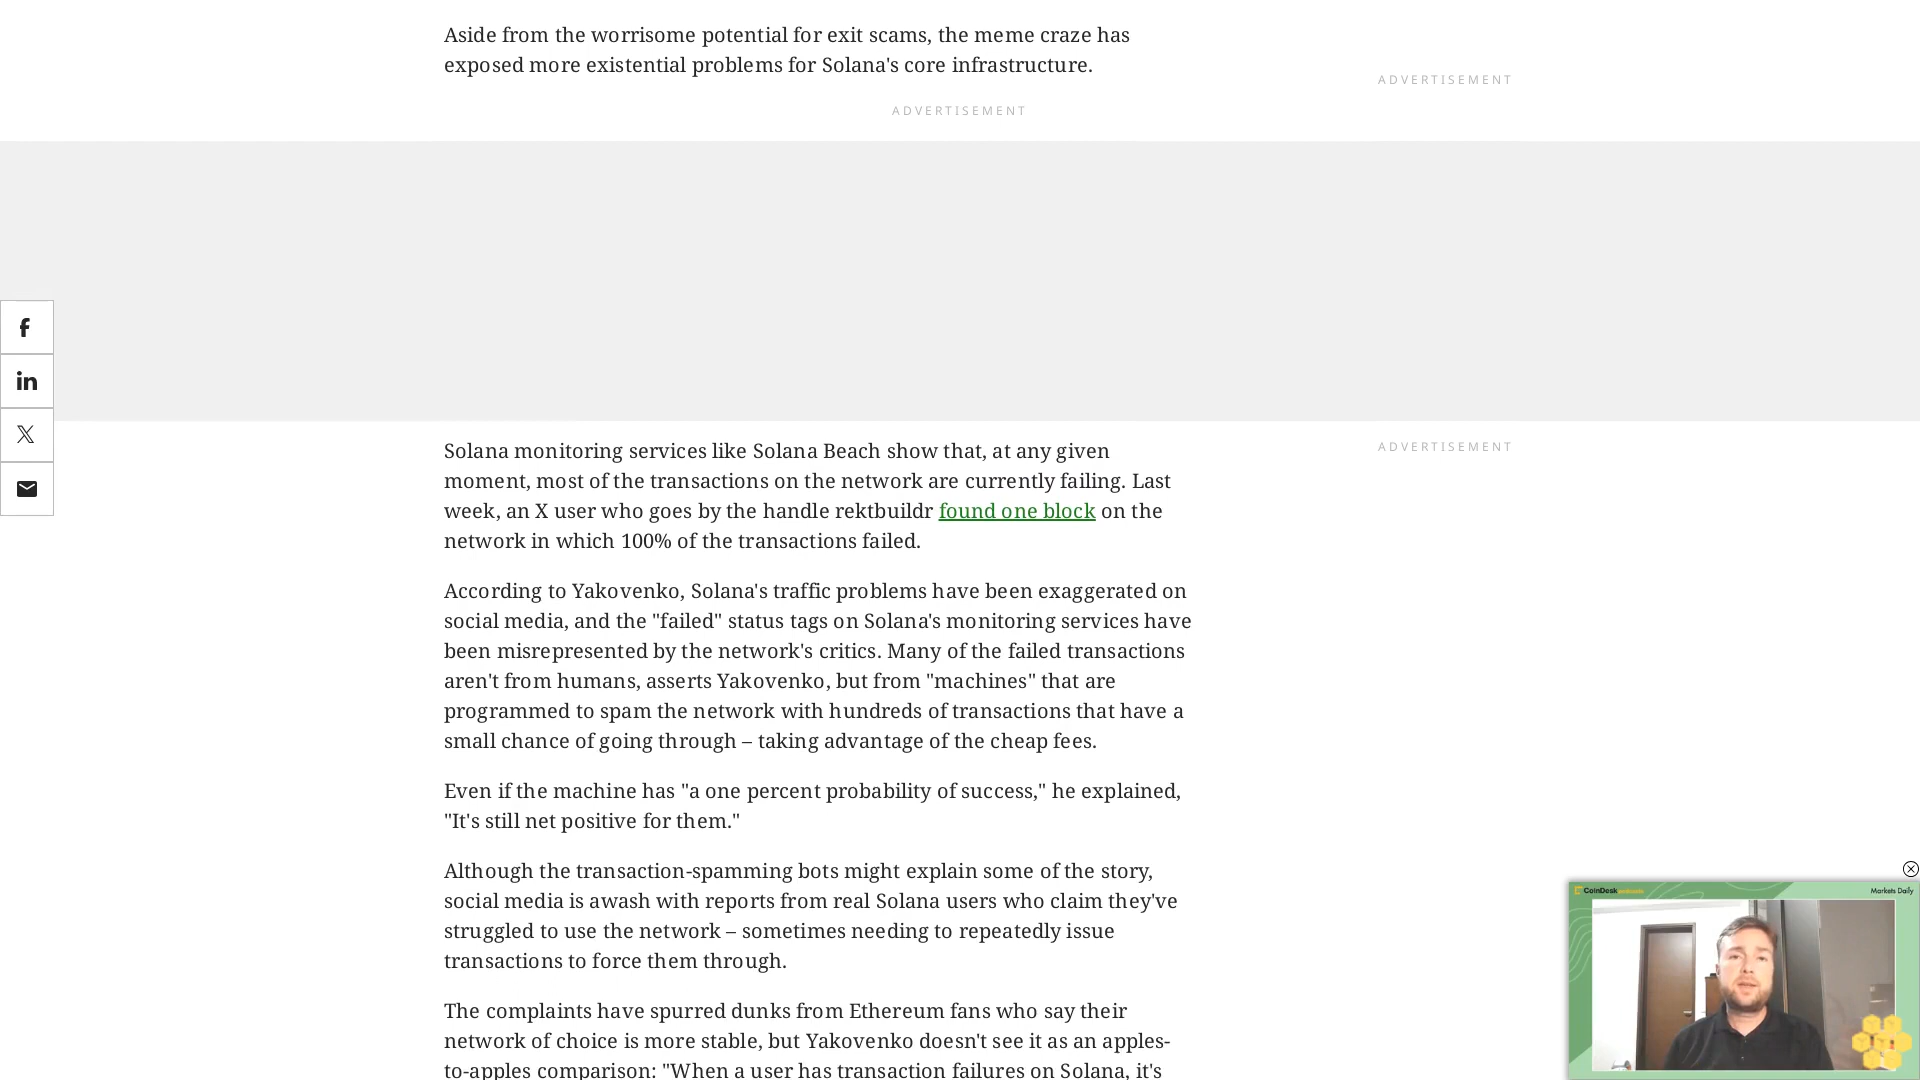 Aside from the worrisome potential for exit scams, the meme craze has
exposed more existential problems for Solana's core infrastructure.
ADVERTISEMENT
ADVERTISEMENT
Solana monitoring services like Solana Beach show that, at any given
moment, most of the transactions on the network are currently failing. Last
week, an X user who goes by the handle rektbuildr found one block on the
network in which 100% of the transactions failed.
ADVERTISEMENT
According to Yakovenko, Solana's traffic problems have been exaggerated on
social media, and the "failed" status tags on Solana's monitoring services have
been misrepresented by the network's critics. Many of the failed transactions
aren't from humans, asserts Yakovenko, but from "machines" that are
programmed to spam the network with hundreds of transactions that have a
small chance of going through – taking advantage of the cheap fees.
Even if the machine has "a one percent probability of success," he explained,
"It's still net positive for them."
Although the transaction-spamming bots might explain some of the story,
social media is awash with reports from real Solana users who claim they've
struggled to use the network – sometimes needing to repeatedly issue
transactions to force them through.
The complaints have spurred dunks from Ethereum fans who say their
network of choice is more stable, but Yakovenko doesn't see it as an apples-
to-apples comparison: "When a user has transaction failures on Solana, it's
CoinDesk
Markets Daily